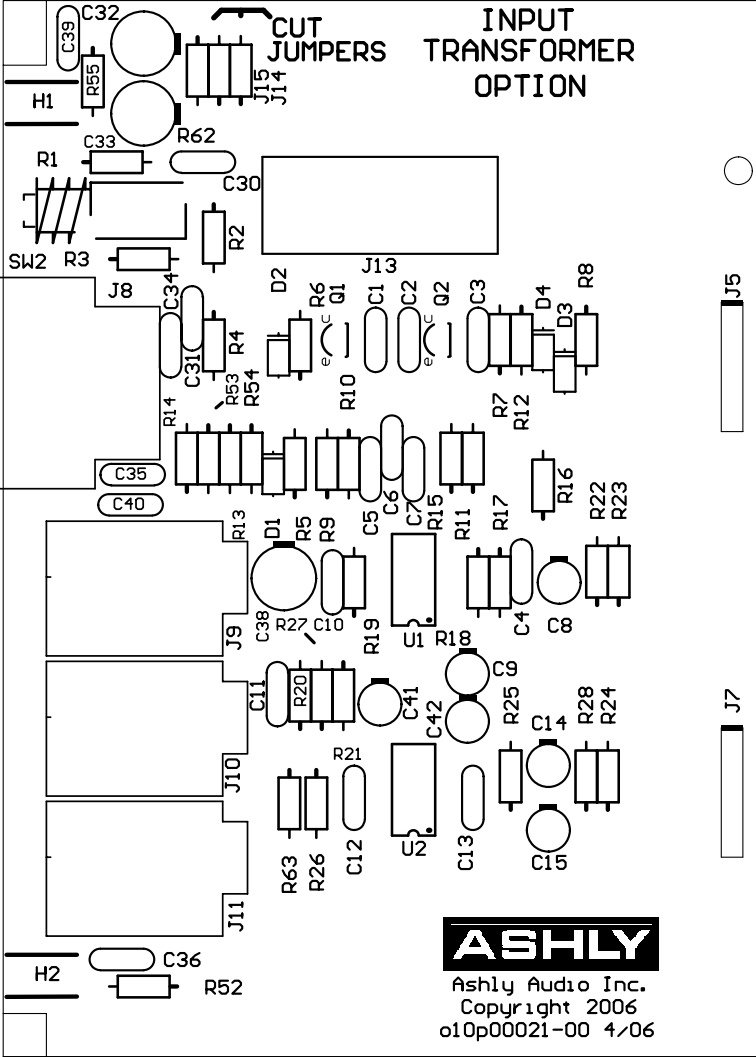 C39
C32
CUT
JUMPERS
INPUT
TRANSFORMER
OPTION
R55
J15
J14
H1
R62
C33
R1
C30
R2
SW2
R3
J8
J13
C34
D2
R6
Q1
C1
C2
Q2
C3
D4
D3
R8
J5
c
e
c
e
C31
R4
R53
R54
R14
R10
R7
R12
C35
C40
C5
C6
C7
R15
R11
R17
R16
R22
R23
R13
D1
R5
R9
J9
C38
R27
C10
R19
U1
R18
C4
C8
C11
R20
C41
C42
C9
R25
C14
R28
R24
J7
J10
R21
R63
R26
C12
U2
C13
C15
J11
H2
C36
R52
ASHLY
Ashly Audio Inc.
Copyright 2006
o10p00021-00 4/06